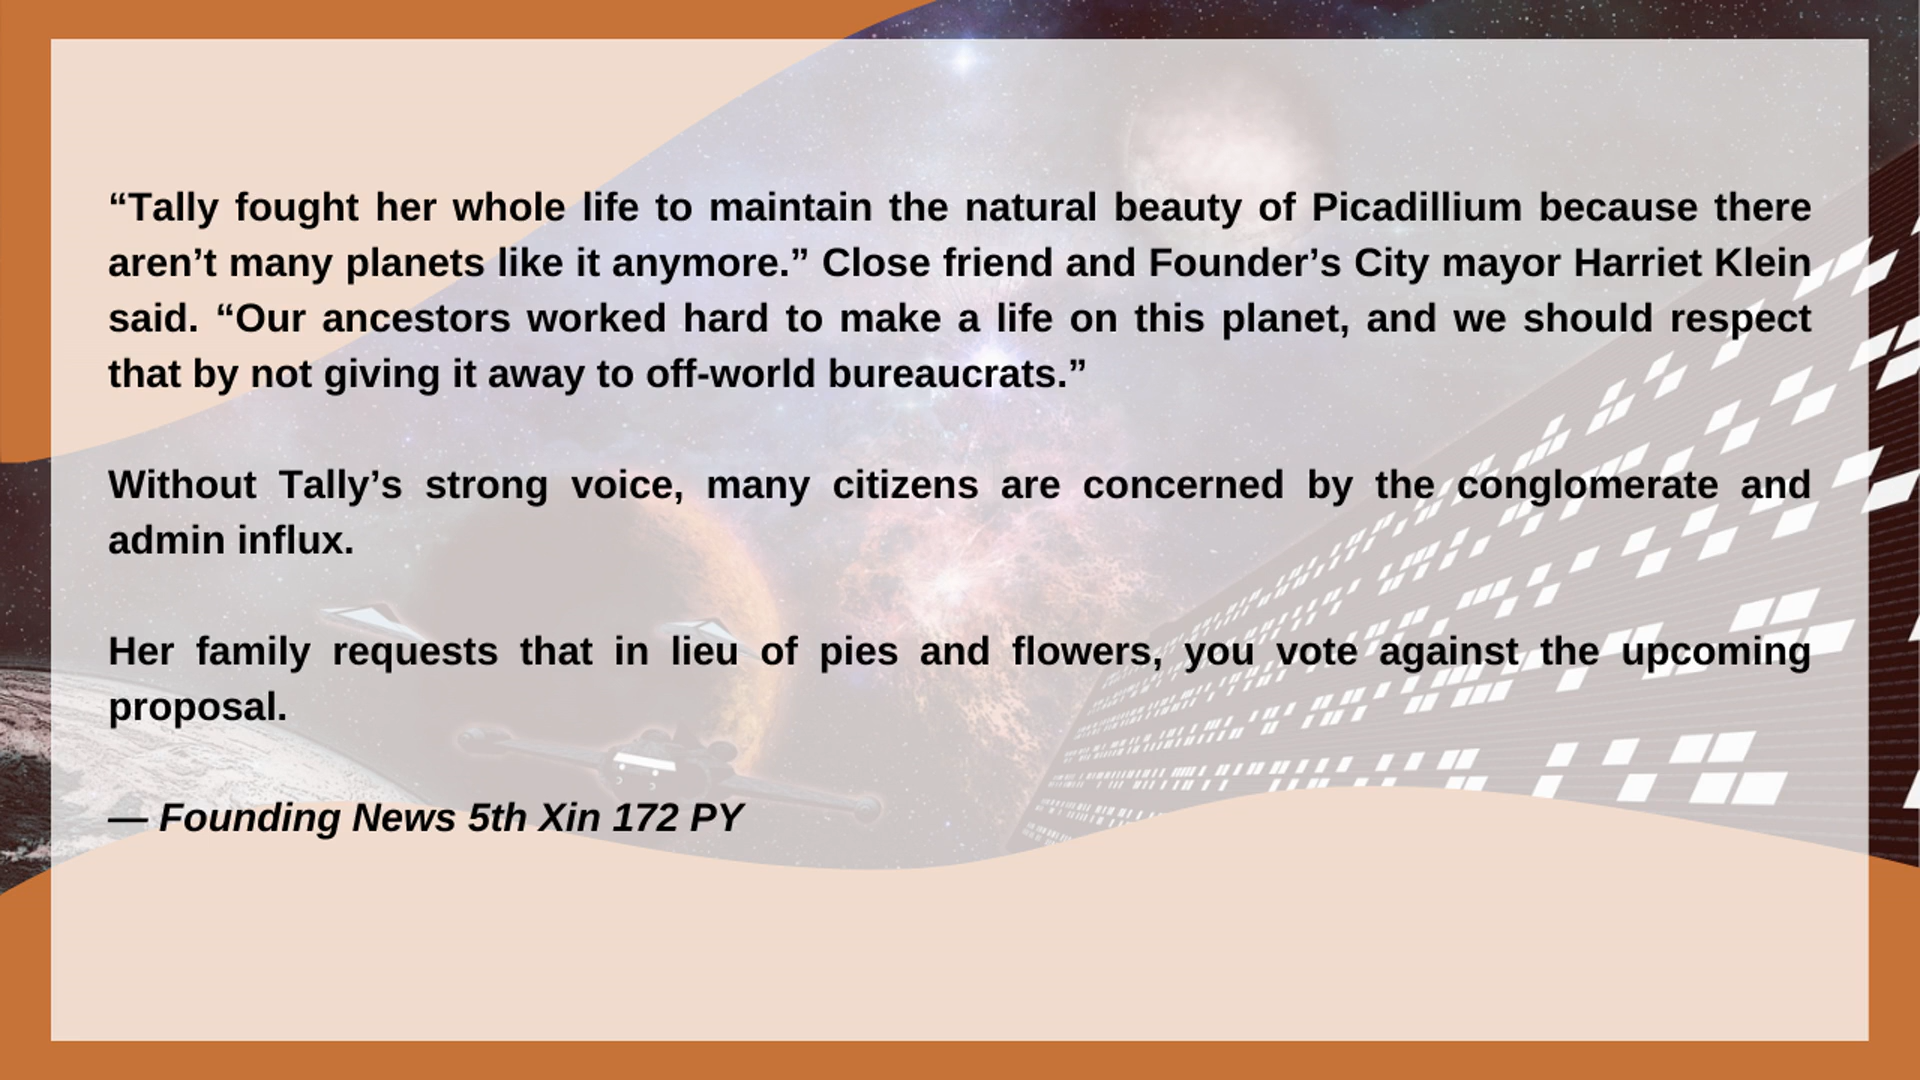 “Tally fought her whole life to maintain the natural beauty of Picadillium because there
aren’t many planets like it anymore.” Close friend and Founder’s City mayor Harriet Klein
said. “Our ancestors worked hard to make a life on this planet, and we should respect
that by not giving it away to off-world bureaucrats.”
Without Tally’s strong voice, many citizens are concerned by the conglomerate and
admin influx.
Her family requests that in lieu of pies and flowers, you vote against the upcoming
proposal.
— Founding News 5th Xin 172 PY